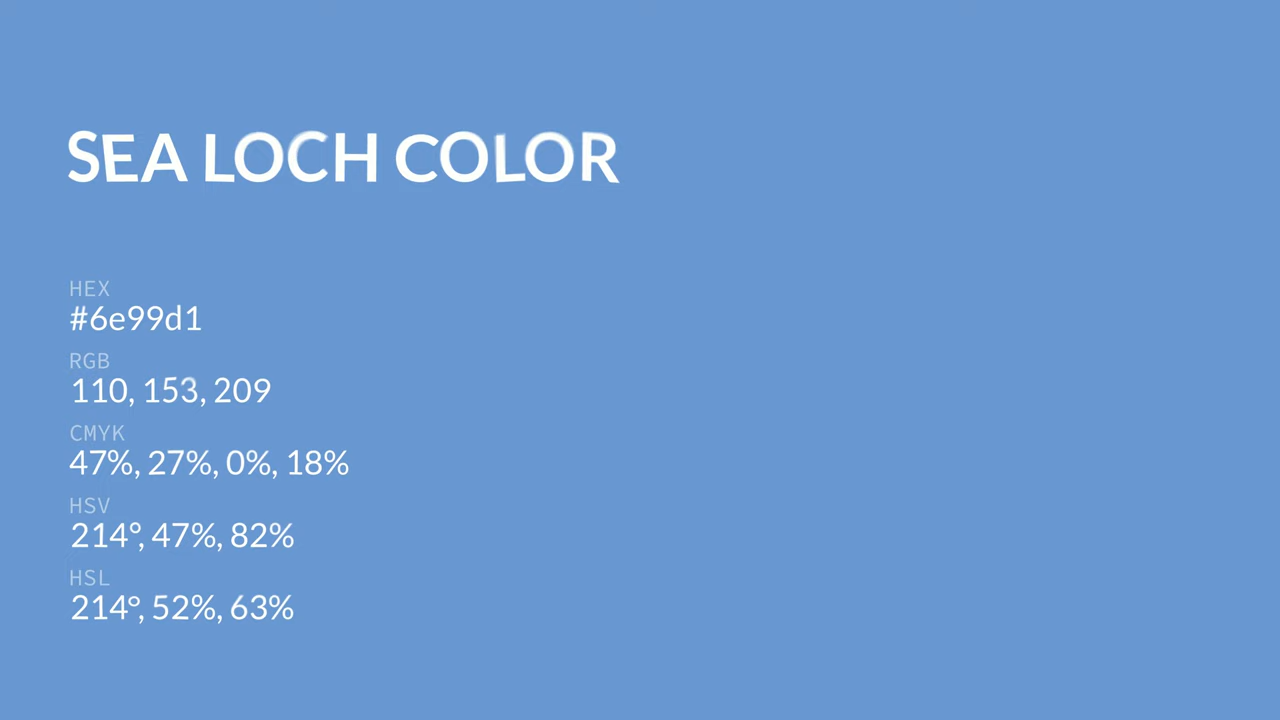 SEA LOCH COLOR
HEX
#6e99d1
RGB
110, 153, 209
CMYK
47%, 27%, 0%, 18%
HSV
214°, 47%, 82%
HSL
214°, 52%, 63%